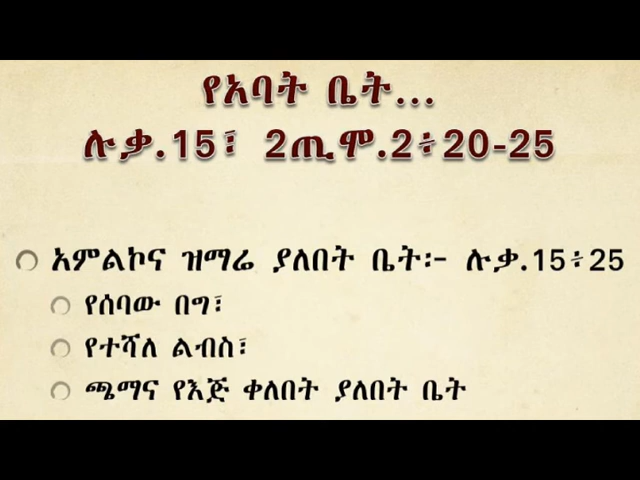 የአባት ቤት...
ሉቃ.15፣ 2ጢሞ.2÷20-25
አምልኮና ዝማሬ ያለበት ቤት፡- ሉቃ.15÷25
የሰባው በግ፣
የተሻለ ልብስ፣
ጫማና የእጅ ቀለበት ያለበት ቤት